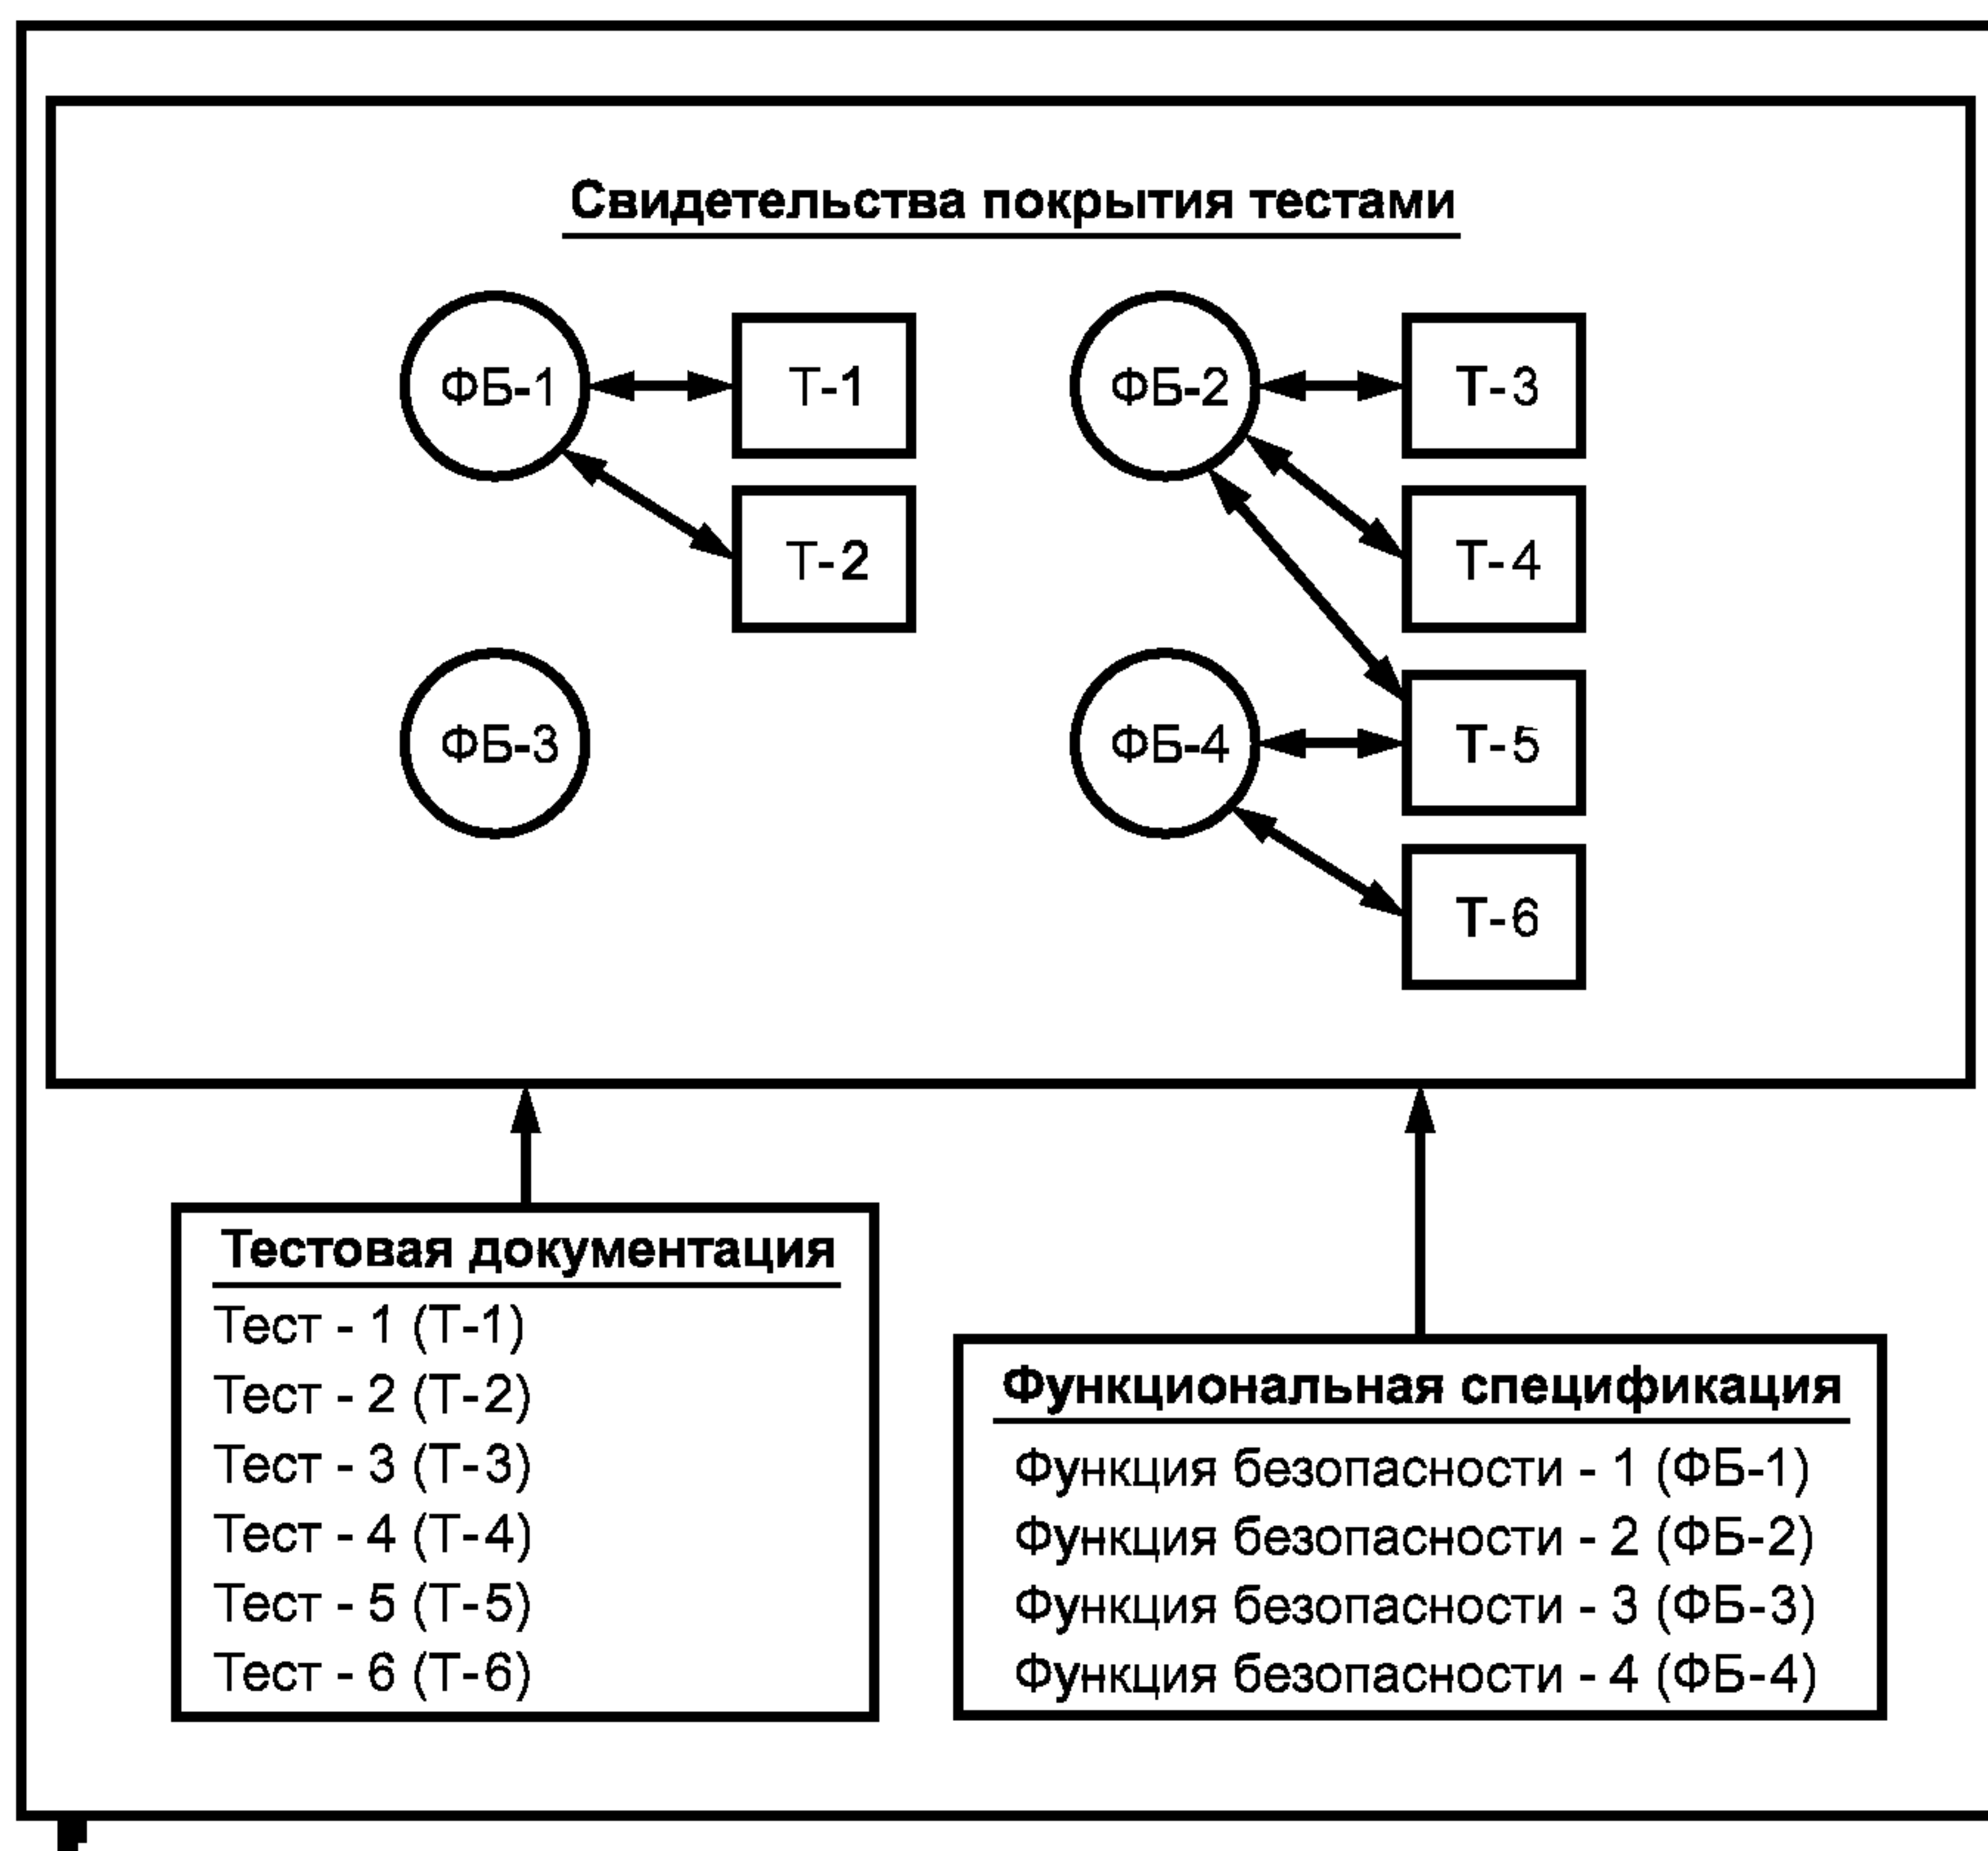 Свидетельства покрытия тестами
ФБ-1
Т-1
ФБ-2
Т-3
Т-2
Т-4
ФБ-3
ФБ-4
Т-5
Т-6
Тестовая документация
Тест - 1 (Т-1)
Тест - 2 (Т-2)
Тест - 3 (Т-3)
Тест - 4 (Т-4)
Тест - 5 (Т-5)
Тест - 6 (Т-6)
Функциональная спецификация
Функция безопасности - 1 (ФБ-1)
Функция безопасности - 2 (ФБ-2)
Функция безопасности - 3 (ФБ-3)
Функция безопасности - 4 (ФБ-4)